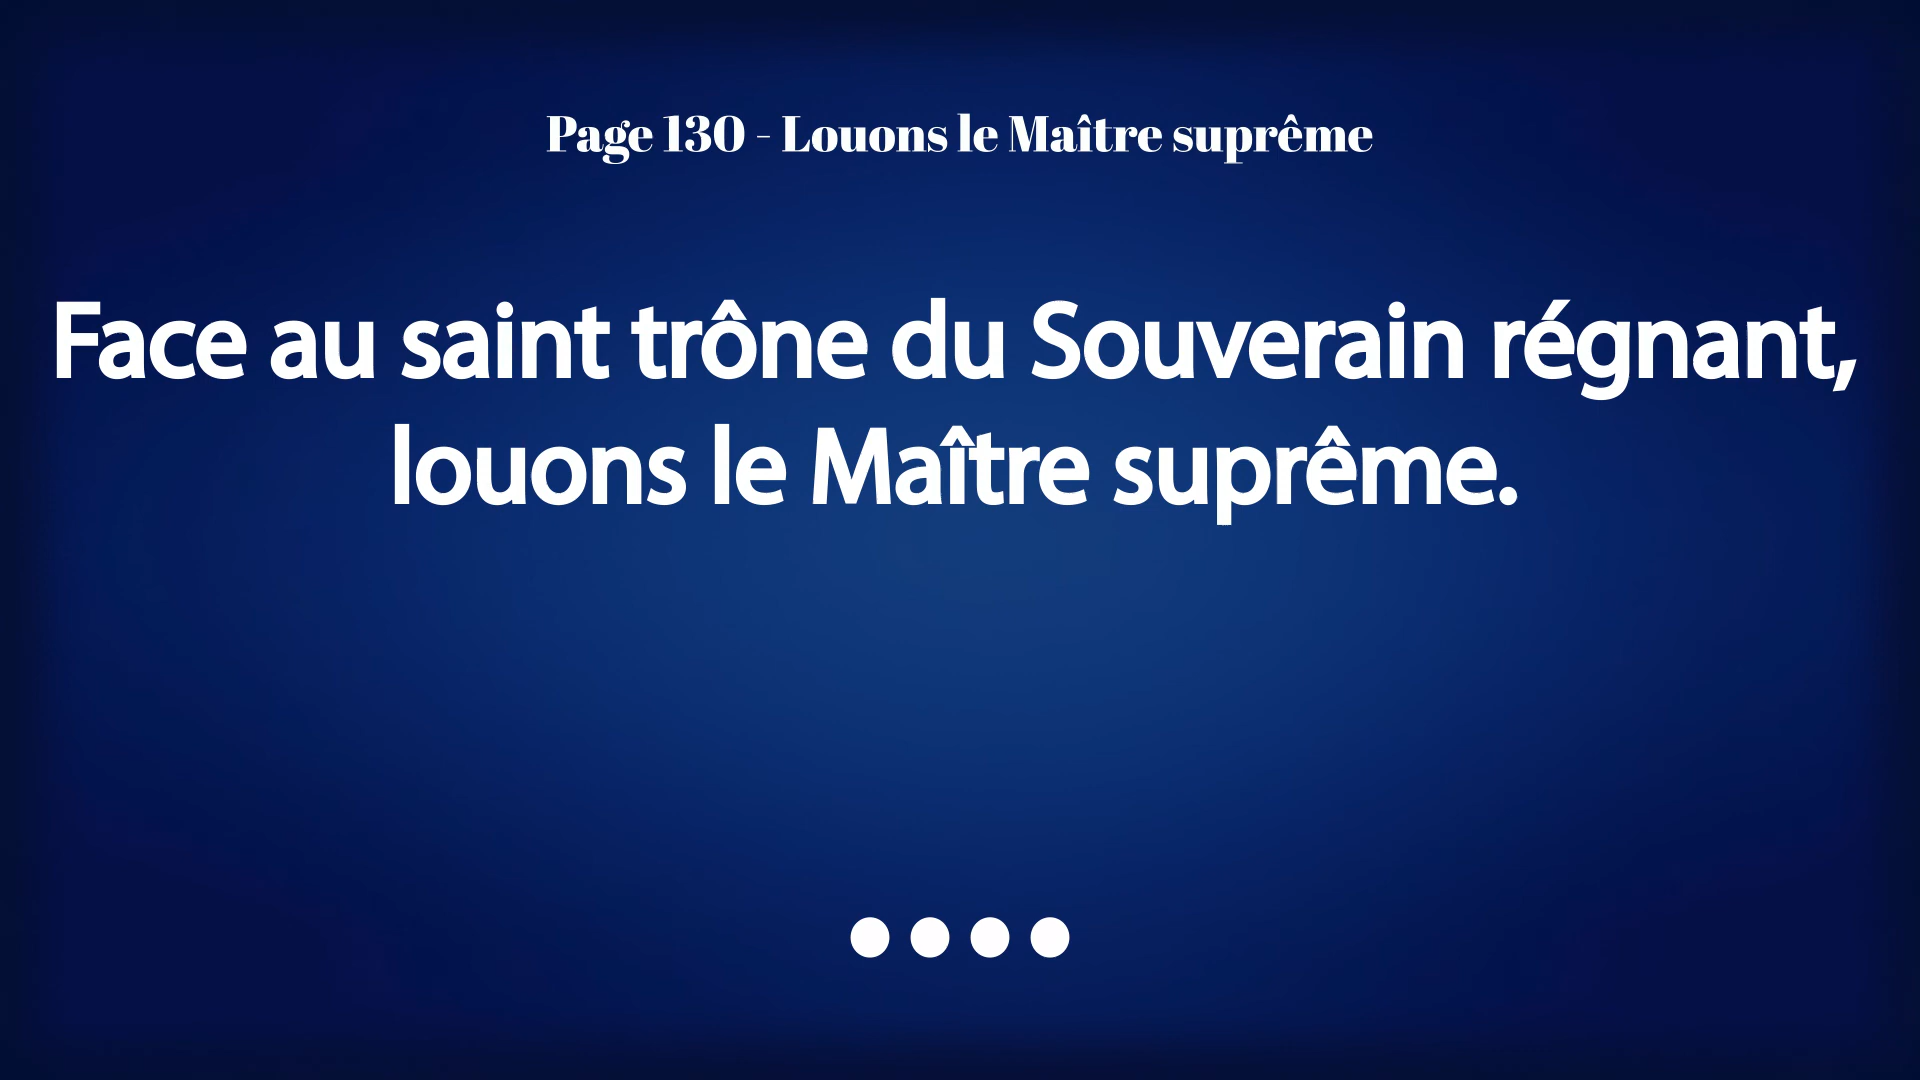 Page 130 - Louons le Maître suprême
Face au saint trône du Souverain régnant,
louons le Maître suprême.